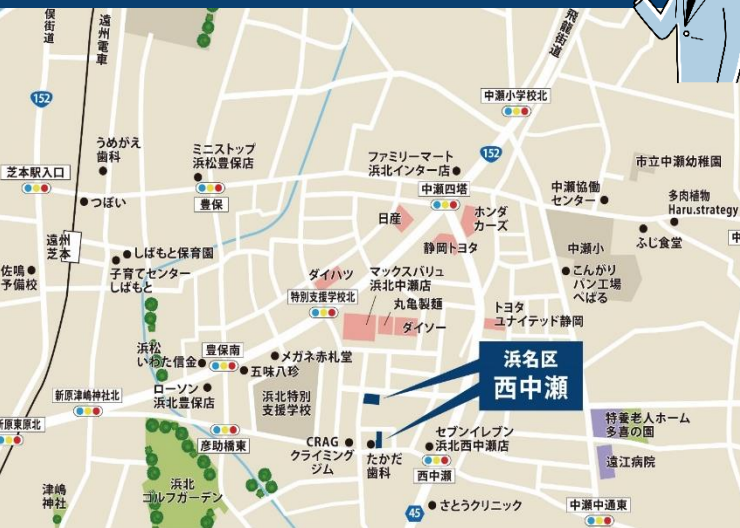 俣街道
遠州電車
飛龍街道
152
中瀬小学校北
152
うめがえ
歯科
ミニストップ
浜松豊保店
ファミリーマート
浜北インター店
市立中瀬幼稚園
芝本駅入口
豊保
中瀬四塔
中瀬協働
センター
多肉植物
Haru.strategy
つぼい
日産
ホンダ
カーズ
ふじ食堂
中
遠州
芝本
静岡トヨタ
中瀬小
しばもと保育園
佐鳴
予備校
子育てセンター
しばもと
ダイハツ
マックスバリュ
浜北中瀬店
こんがり
パン工場
ぺぱる
特別支援学校北
丸亀製麺
ダイソー
トヨタ
ユナイテッド静岡
浜松
いわた信金
豊保南
メガネ赤札堂
五味八珍
浜名区
西中瀬
新原津嶋神社北
ローソン
浜北豊保店
浜北特別
支援学校
原東原北
彦助橋東
CRAG
クライミング
ジム
たかだ
歯科
セブンイレブン
浜北西中瀬店
特養老人ホーム
多喜の園
西中瀬
遠江病院
津嶋
神社
浜北
ゴルフガーデン
45
さとうクリニック
中瀬中通東